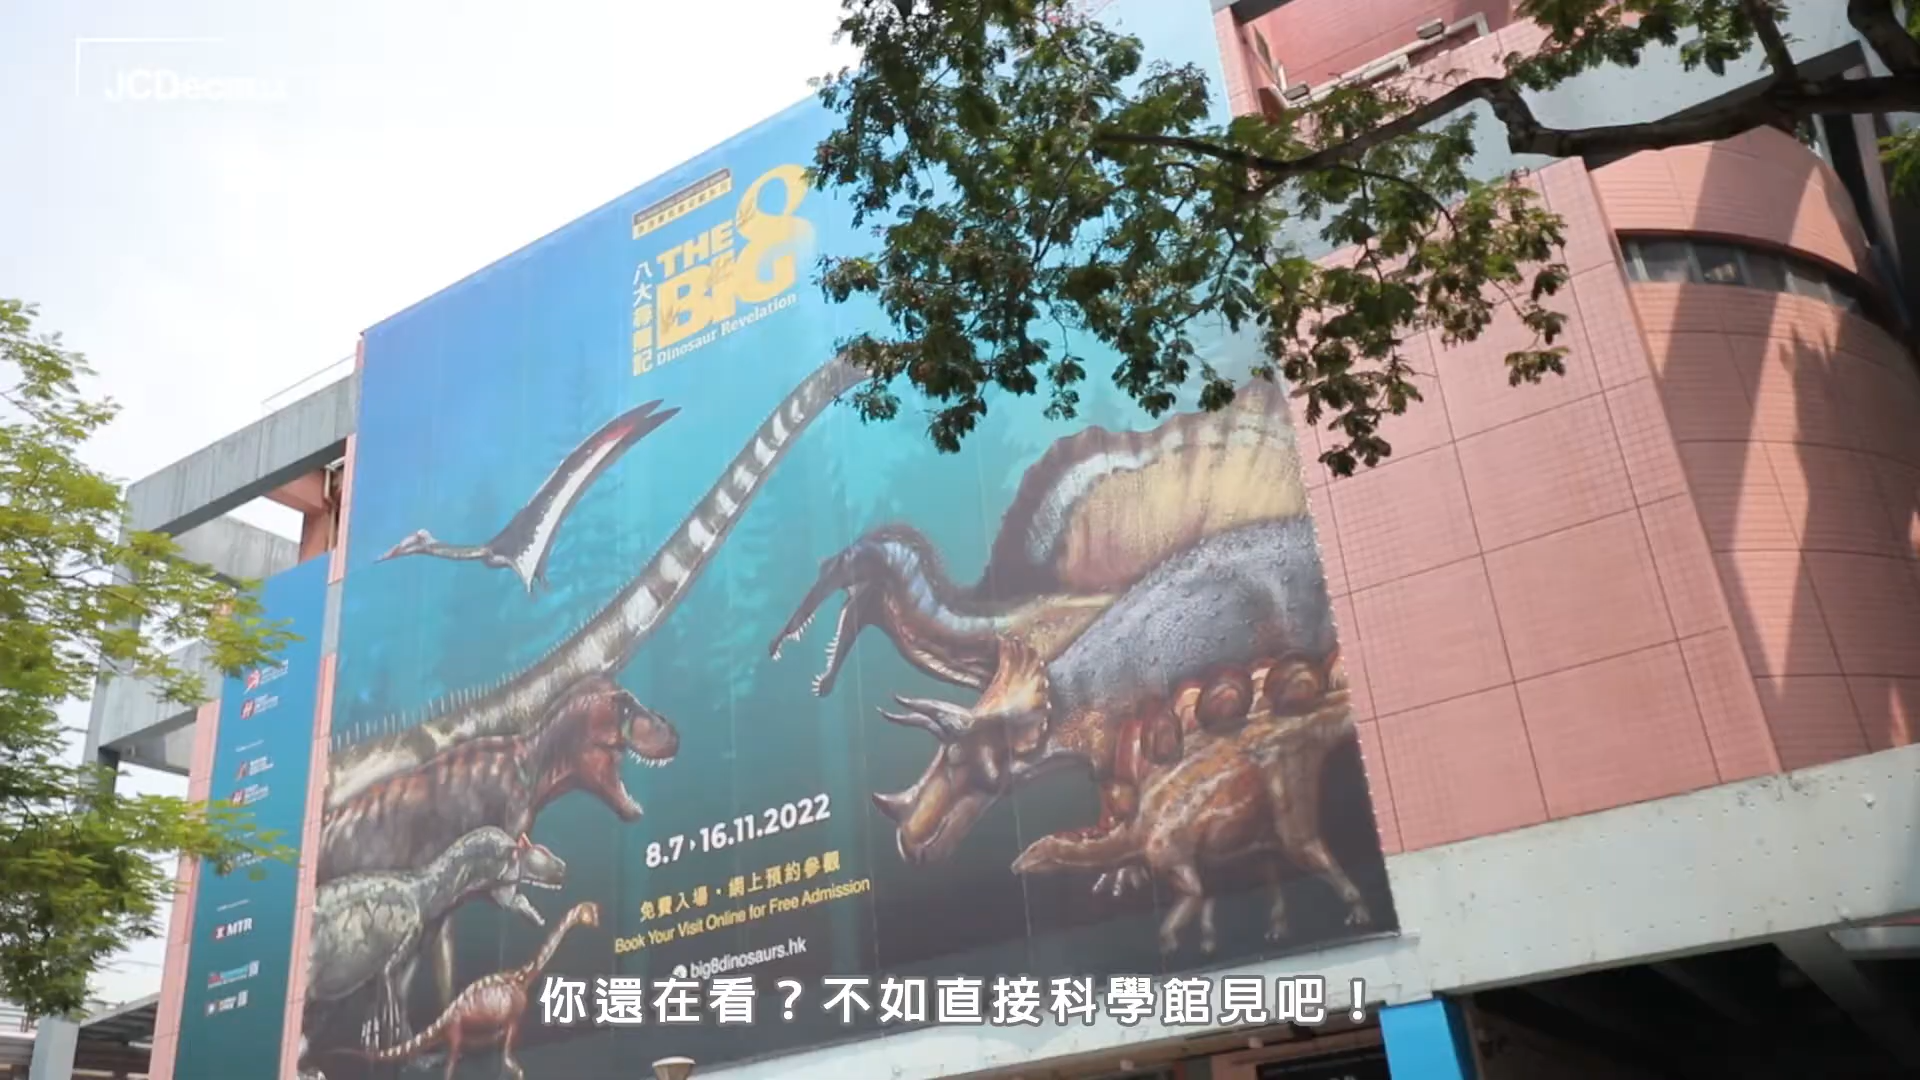 JCDecaux
THE
BIG
8
八大尋龍記
Dinosaur Revelation
8.7 › 16.11.2022
免費入場・網上預約參觀
Book Your Visit Online for Free Admission
big8dinosaurs.hk
MTR
你還在看？不如直接科學館見吧！